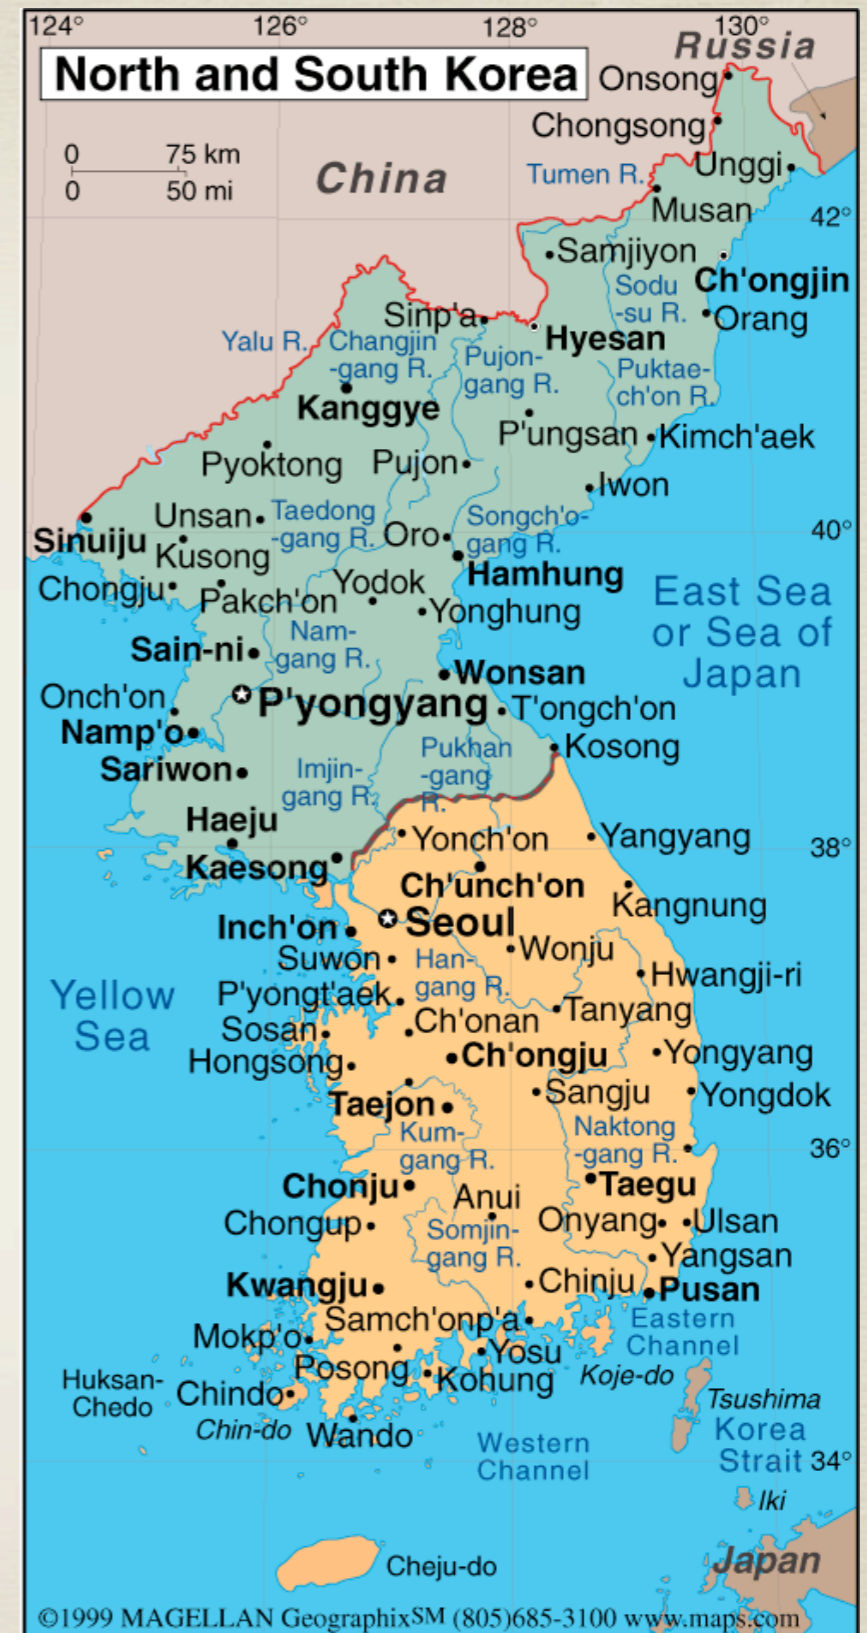 124°
126°
128°
130°
Russia
North and South Korea
Onsong
Chongsong
0 75 km
0 50 mi
China
Tumen R.
Unggi
Musan
42°
Samjiyon
Sodu
-su R.
Ch'ongjin
Orang
Sinp'a
Hyesan
Yalu R.
Changjin
-gang R.
Pujon-
gang R.
Puktae-
ch'on R.
Kanggye
P'ungsan
Kimch'aek
Pyoktong
Pujon
Iwon
Unsan
Taedong
-gang R.
Oro
Songch'o-
gang R.
40°
Sinuiju
Kusong
Hamhung
Chongju
Pakch'on
Yodok
Yonghung
East Sea
or Sea of
Japan
Nam-
gang R.
Sain-ni
Wonsan
Onch'on
P'yongyang
T'ongch'on
Namp'o
Kosong
Sariwon
Imjin-
gang R.
Pukhan
-gang
R.
Haeju
Yonch'on
Yangyang
38°
Kaesong
Ch'unch'on
Kangnung
Inch'on
Seoul
Suwon
Han-
gang R.
Wonju
Hwangji-ri
Yellow
Sea
P'yongt'aek
Tanyang
Sosan
Ch'onan
Hongsong
Ch'ongju
Yongyang
Sangju
Yongdok
Taejon
Kum-
gang R.
Naktong
-gang R.
36°
Chonju
Anui
Taegu
Chongup
Somjin-
gang R.
Onyang
Ulsan
Yangsan
Kwangju
Chinju
Pusan
Samch'onp'a
Eastern
Channel
Mokp'o
Posong
Yosu
Koje-do
Huksan-
Chedo
Chindo
Kohung
Tsushima
Chin-do
Wando
Western
Channel
Korea
Strait
34°
Iki
Cheju-do
Japan
©1999 MAGELLAN GeographixSM (805)685-3100 www.maps.com